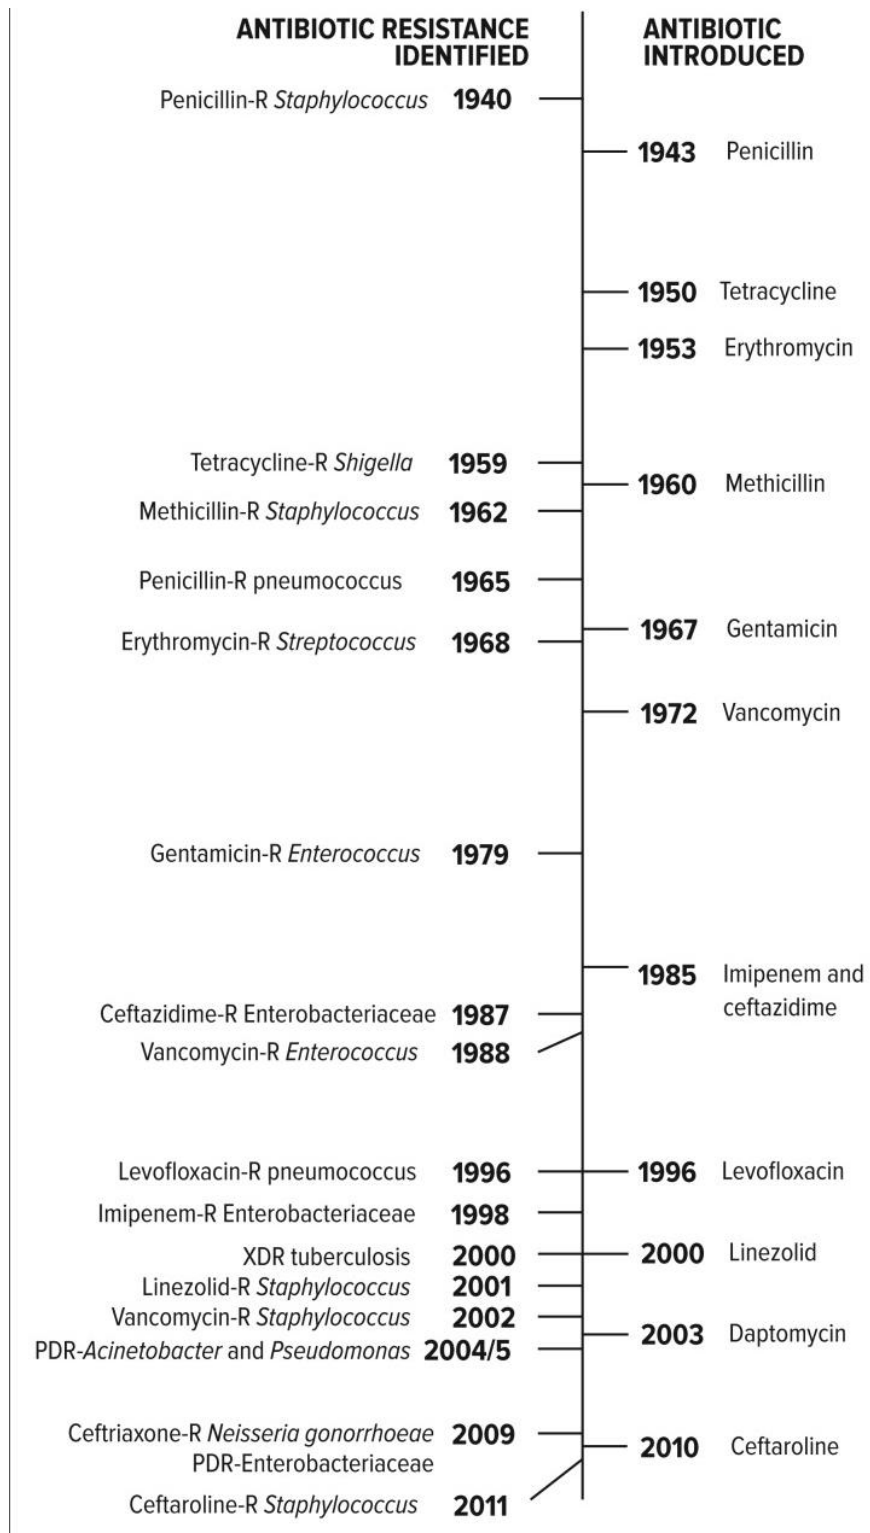 ANTIBIOTIC RESISTANCE
IDENTIFIED
ANTIBIOTIC
INTRODUCED
Penicillin-R Staphylococcus 1940
1943 Penicillin
1950 Tetracycline
1953 Erythromycin
Tetracycline-R Shigella 1959
1960 Methicillin
Methicillin-R Staphylococcus 1962
Penicillin-R pneumococcus 1965
1967 Gentamicin
Erythromycin-R Streptococcus 1968
1972 Vancomycin
Gentamicin-R Enterococcus 1979
1985 Imipenem and
ceftazidime
Ceftazidime-R Enterobacteriaceae 1987
Vancomycin-R Enterococcus 1988
Levofloxacin-R pneumococcus 1996
1996 Levofloxacin
Imipenem-R Enterobacteriaceae 1998
XDR tuberculosis 2000
2000 Linezolid
Linezolid-R Staphylococcus 2001
Vancomycin-R Staphylococcus 2002
2003 Daptomycin
PDR-Acinetobacter and Pseudomonas 2004/5
Ceftriaxone-R Neisseria gonorrhoeae 2009
PDR-Enterobacteriaceae
2010 Ceftaroline
Ceftaroline-R Staphylococcus 2011